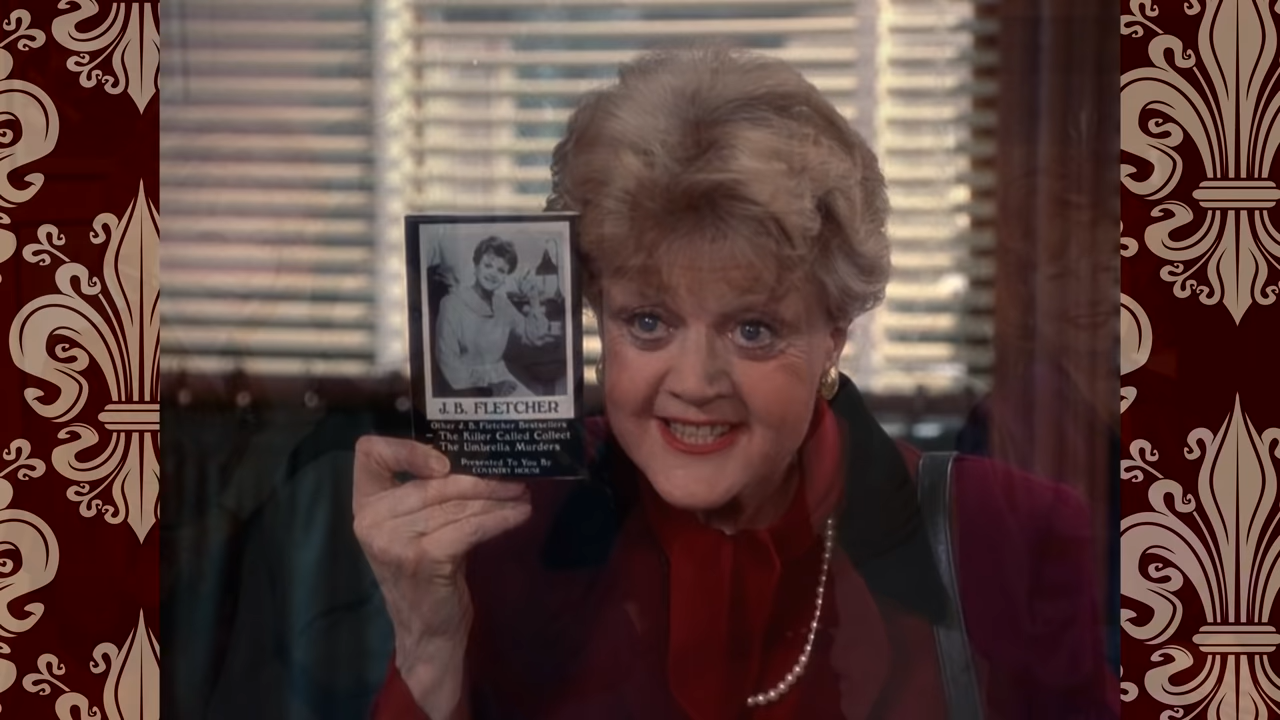 J. B. FLETCHER
Other J. B. Fletcher Bestsellers
– The Killer Called Collect
The Umbrella Murders
Presented To You By
COVENTRY HOUSE